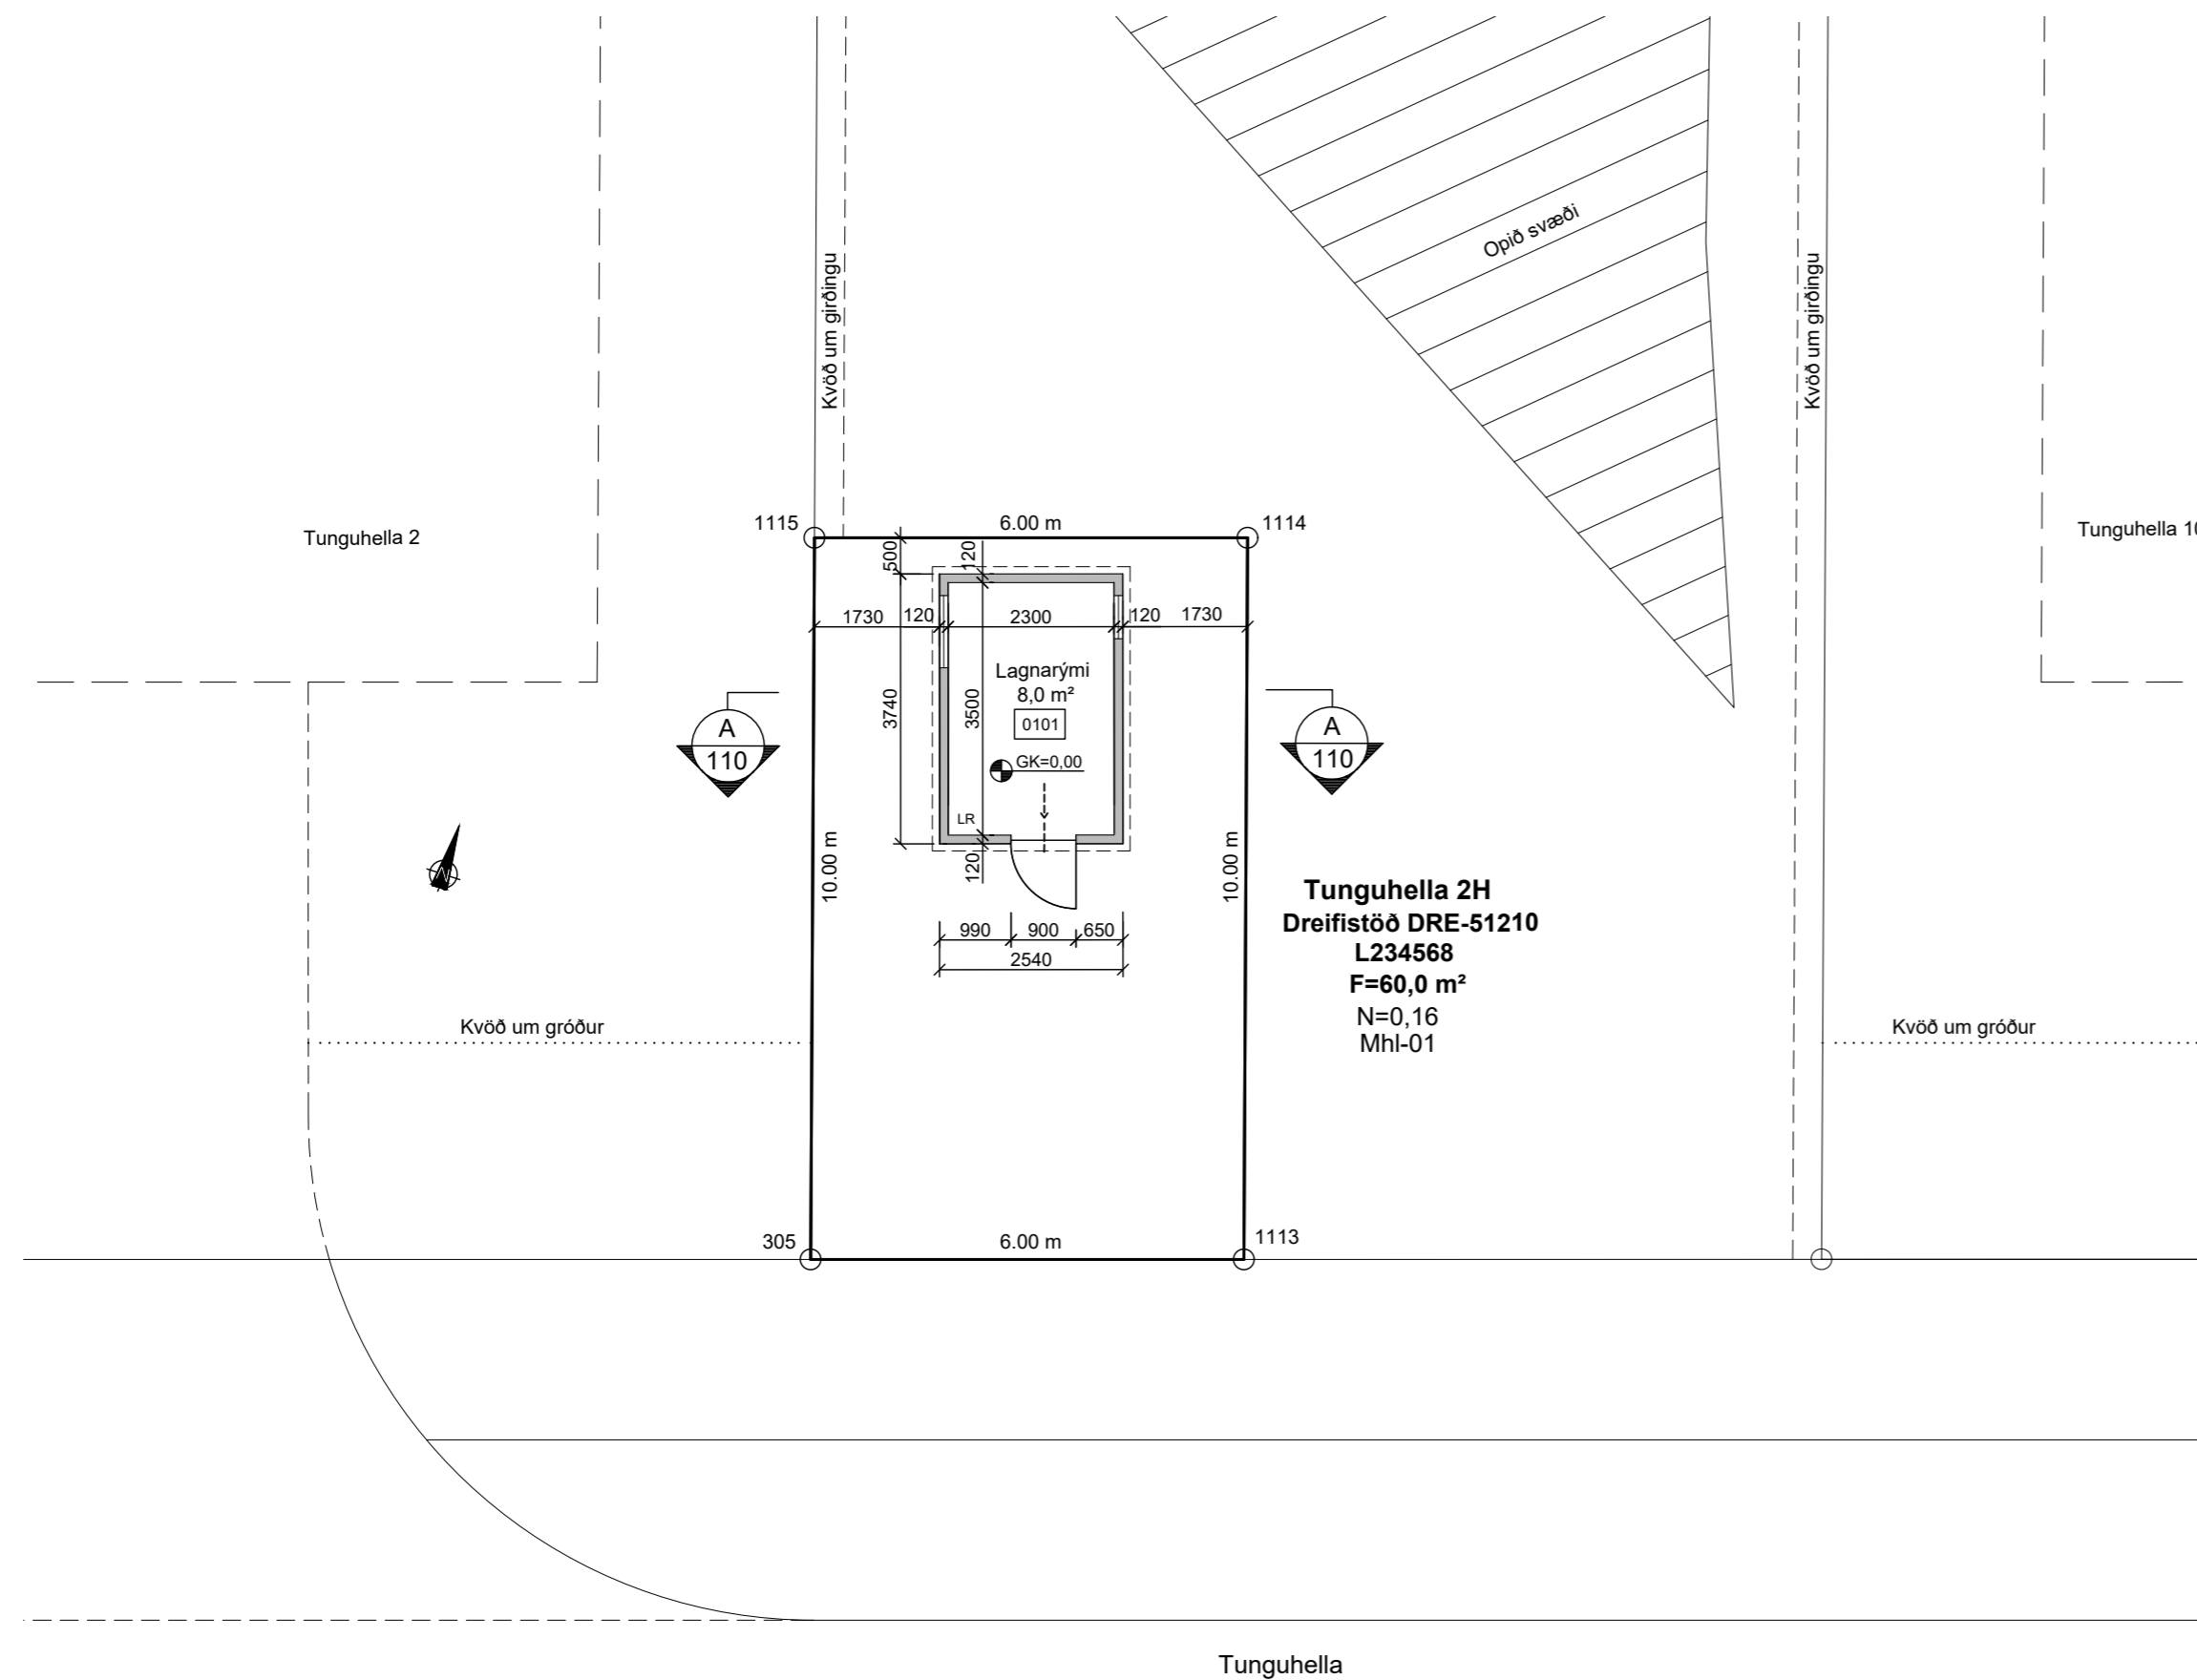 Opið svæði
Kvöð um girðingu
Kvöð um girðingu
Tunguhella 2
Tunguhella 10
1115
6.00 m
1114
500
120
1730
120
2300
120
1730
Lagnarými
8,0 m²
0101
3740
3500
GK=0,00
A
110
A
110
LR
N
120
10.00 m
10.00 m
990
900
650
2540
Tunguhella 2H
Dreifistöð DRE-51210
L234568
F=60,0 m²
N=0,16
Mhl-01
Kvöð um gróður
Kvöð um gróður
305
6.00 m
1113
Tunguhella